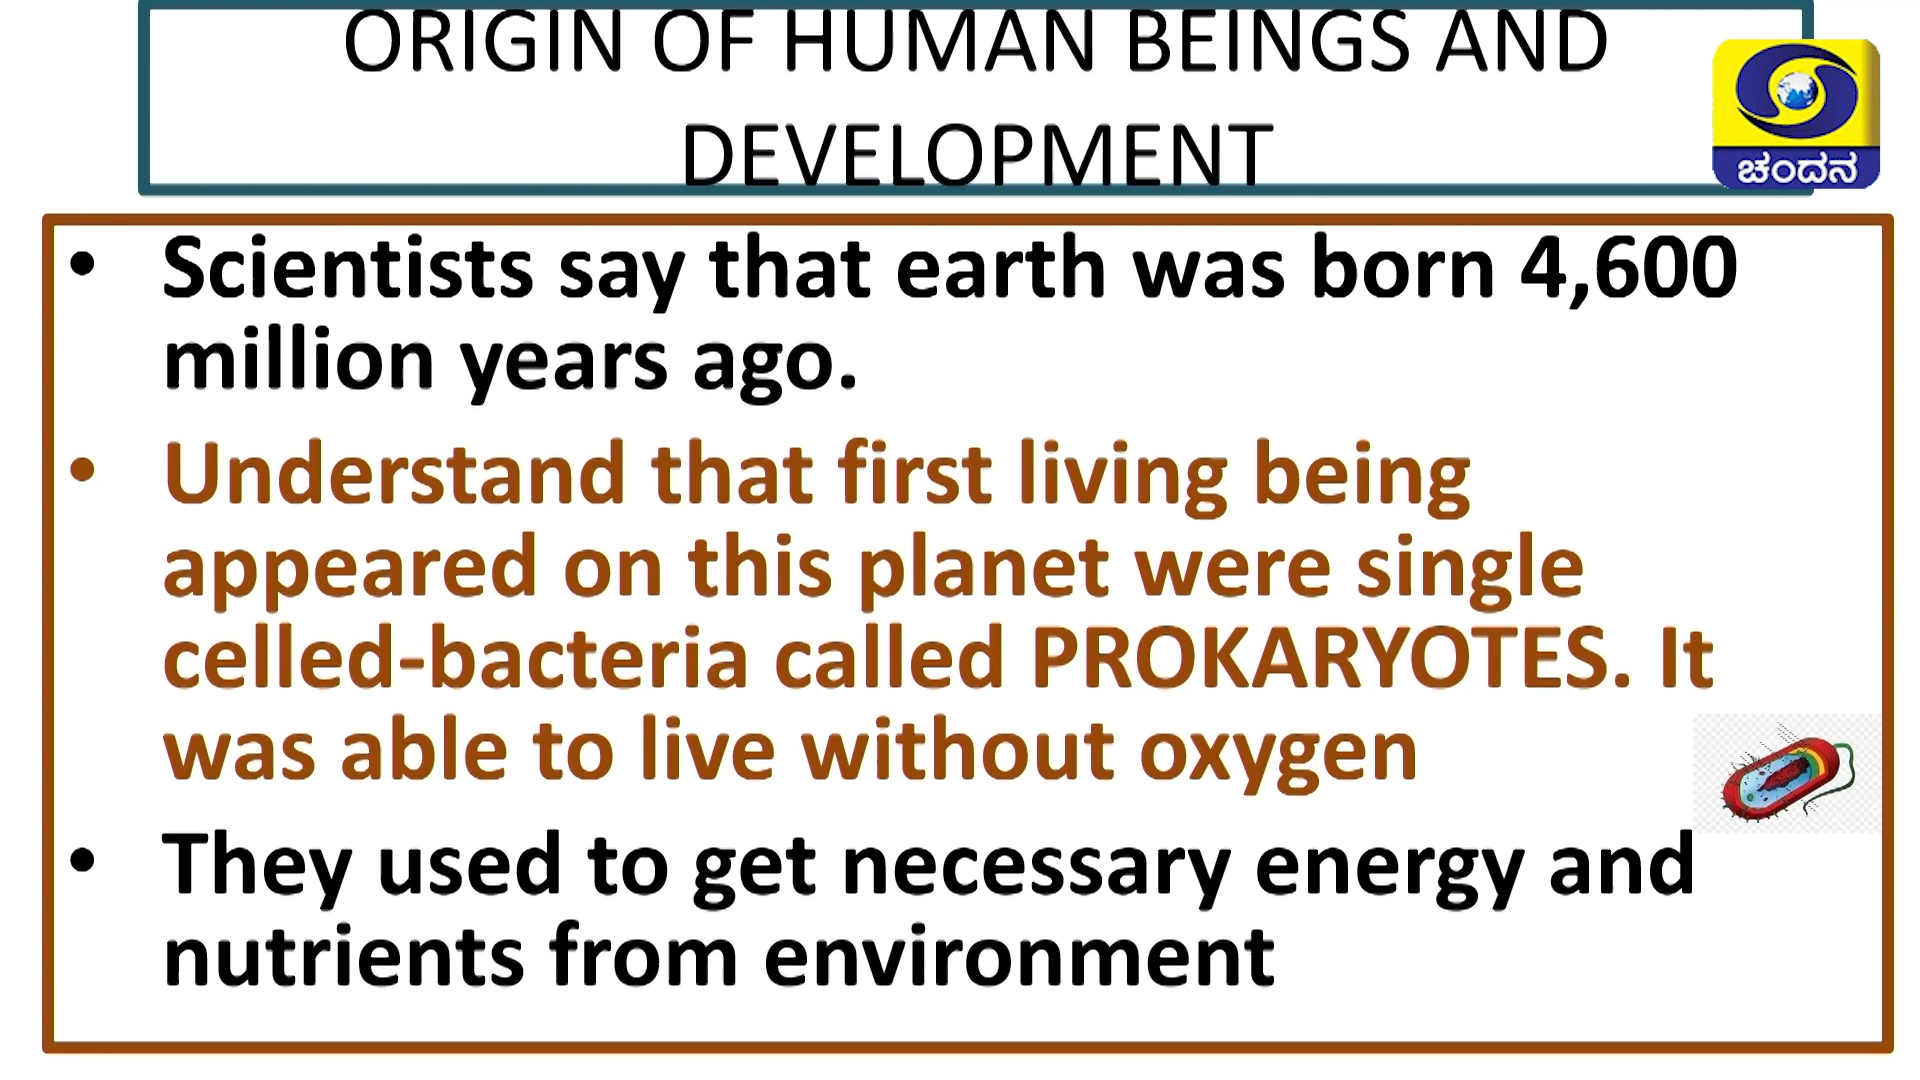 ORIGIN OF HUMAN BEINGS AND
DEVELOPMENT
ಚಂದನ
• Scientists say that earth was born 4,600
million years ago.
• Understand that first living being
appeared on this planet were single
celled-bacteria called PROKARYOTES. It
was able to live without oxygen
• They used to get necessary energy and
nutrients from environment